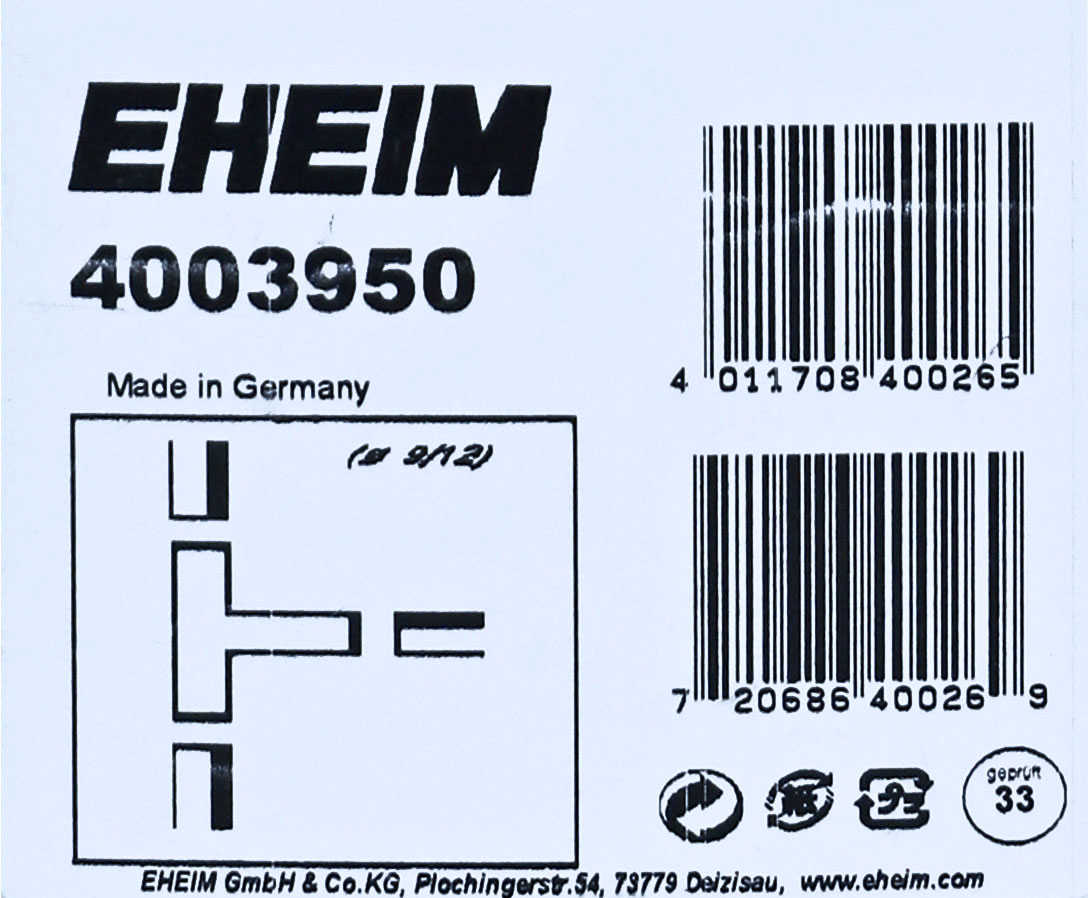 EHEIM
4003950
Made in Germany
(ø 9/12)
4 011708 400265
7 20686 40026 9
geprüft
33
EHEIM GmbH & Co.KG, Plochingerstr.54, 73779 Deizisau, www.eheim.com